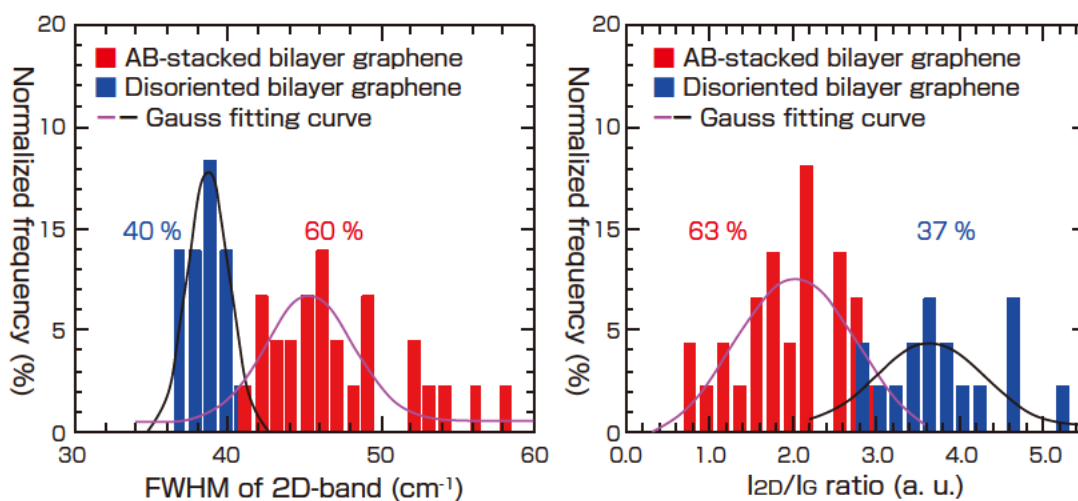 20
AB-stacked bilayer graphene
Disoriented bilayer graphene
Gauss fitting curve
10
40 %
60 %
15
5
0
30
40
50
60
Normalized frequency (%)
FWHM of 2D-band (cm⁻¹)
20
AB-stacked bilayer graphene
Disoriented bilayer graphene
Gauss fitting curve
10
63 %
37 %
15
5
0
0.0
1.0
2.0
3.0
4.0
5.0
Normalized frequency (%)
I2D/IG ratio (a. u.)